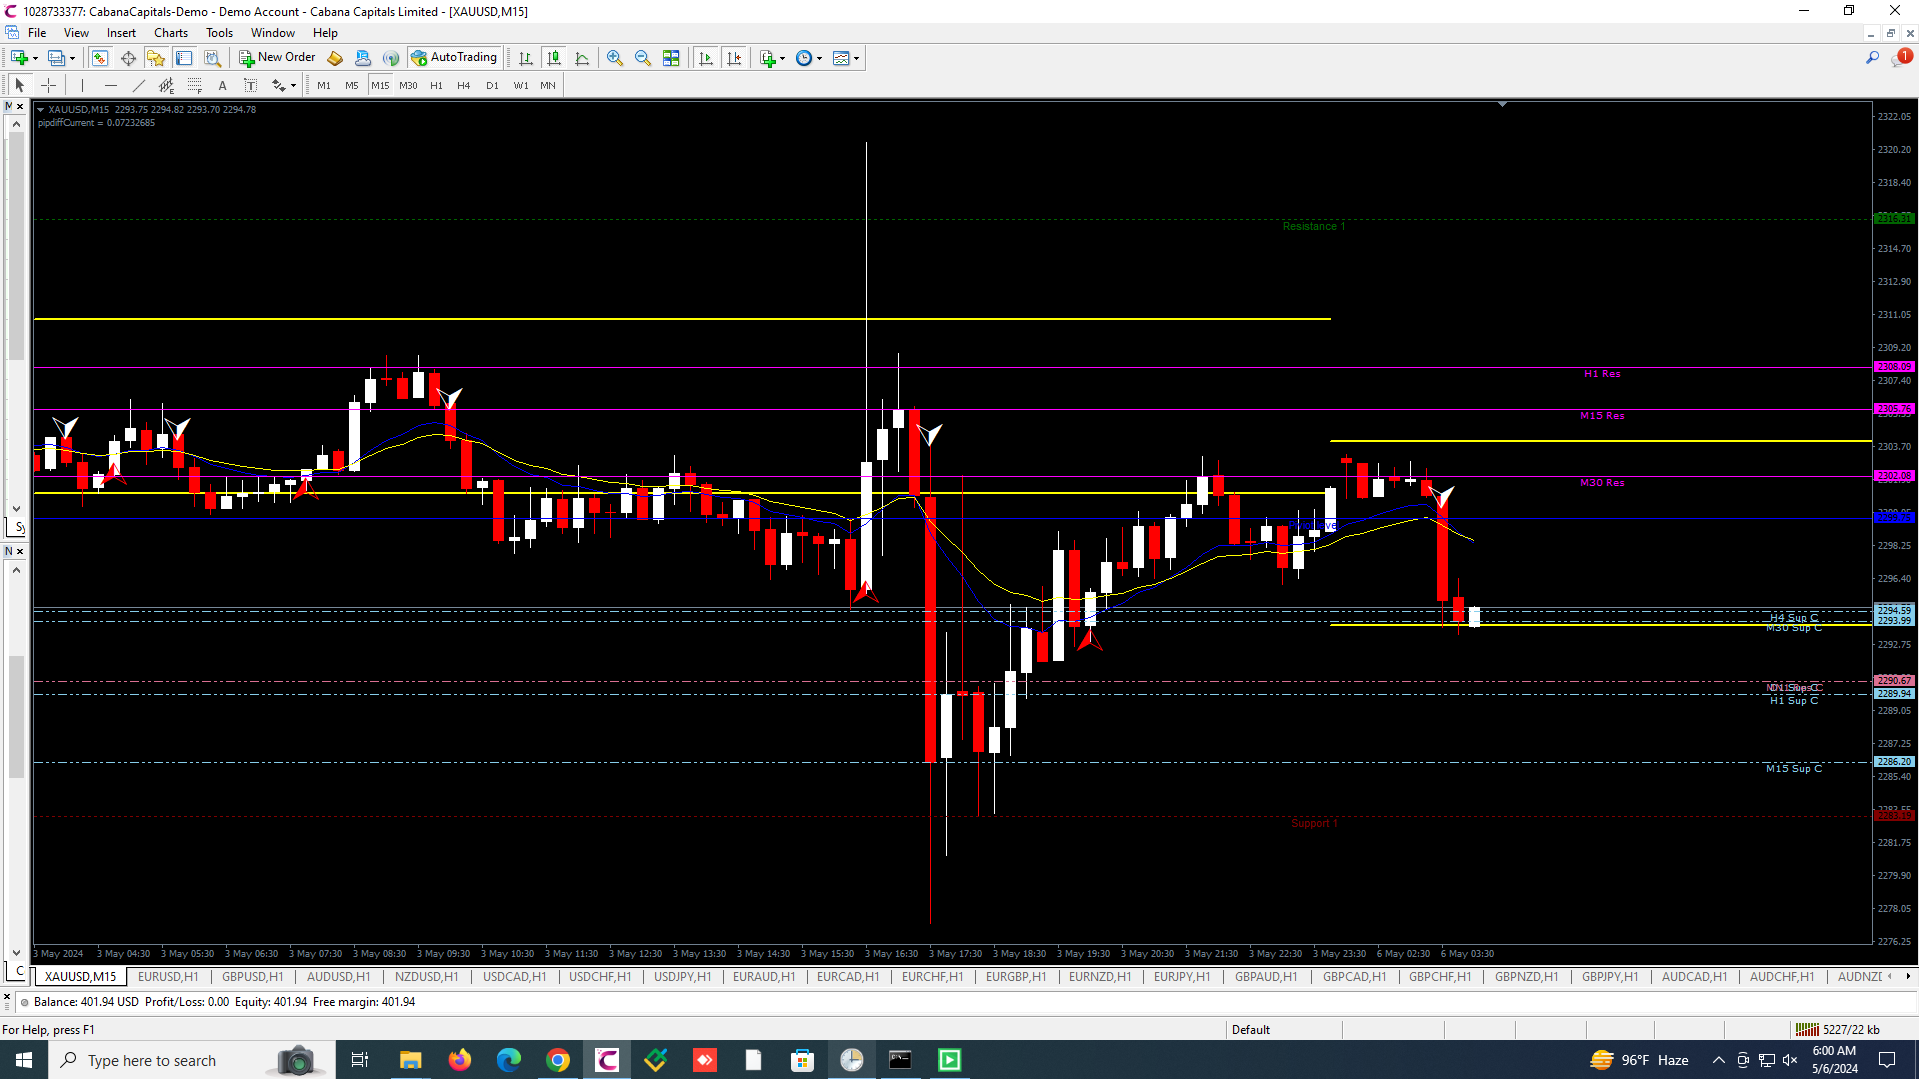 1028733377: CabanaCapitals-Demo - Demo Account - Cabana Capitals Limited - [XAUUSD,M15]
File View Insert Charts Tools Window Help
New Order AutoTrading
1
A T M1 M5 M15 M30 H1 H4 D1 W1 MN
M
XAUUSD,M15 2293.75 2294.82 2293.70 2294.78
pipdiffCurrent = 0.07232685
2322.05
2320.20
2318.40
2316.31
Resistance 1
2314.70
2312.90
2311.05
2309.20
2308.09
H1 Res
2307.40
2305.76
M15 Res
2303.70
2302.08
M30 Res
Sy
N
2298.25
2296.40
2294.59
H4 Sup C
2293.99
M30 Sup C
2292.75
2290.67
2289.94
H1 Sup C
2289.05
2287.25
2286.20
M15 Sup C
2285.40
Support 1
2281.75
2279.90
2278.05
2276.25
3 May 2024 3 May 04:30 3 May 05:30 3 May 06:30 3 May 07:30 3 May 08:30 3 May 09:30 3 May 10:30 3 May 11:30 3 May 12:30 3 May 13:30 3 May 14:30 3 May 15:30 3 May 16:30 3 May 17:30 3 May 18:30 3 May 19:30 3 May 20:30 3 May 21:30 3 May 22:30 3 May 23:30 6 May 02:30 6 May 03:30
C
XAUUSD,M15 EURUSD,H1 GBPUSD,H1 AUDUSD,H1 NZDUSD,H1 USDCAD,H1 USDCHF,H1 USDJPY,H1 EURAUD,H1 EURCAD,H1 EURCHF,H1 EURGBP,H1 EURNZD,H1 EURJPY,H1 GBPAUD,H1 GBPCAD,H1 GBPCHF,H1 GBPNZD,H1 GBPJPY,H1 AUDCAD,H1 AUDCHF,H1 AUDNZD
Balance: 401.94 USD Profit/Loss: 0.00 Equity: 401.94 Free margin: 401.94
For Help, press F1
Default
5227/22 kb
Type here to search
96°F Haze
6:00 AM
5/6/2024